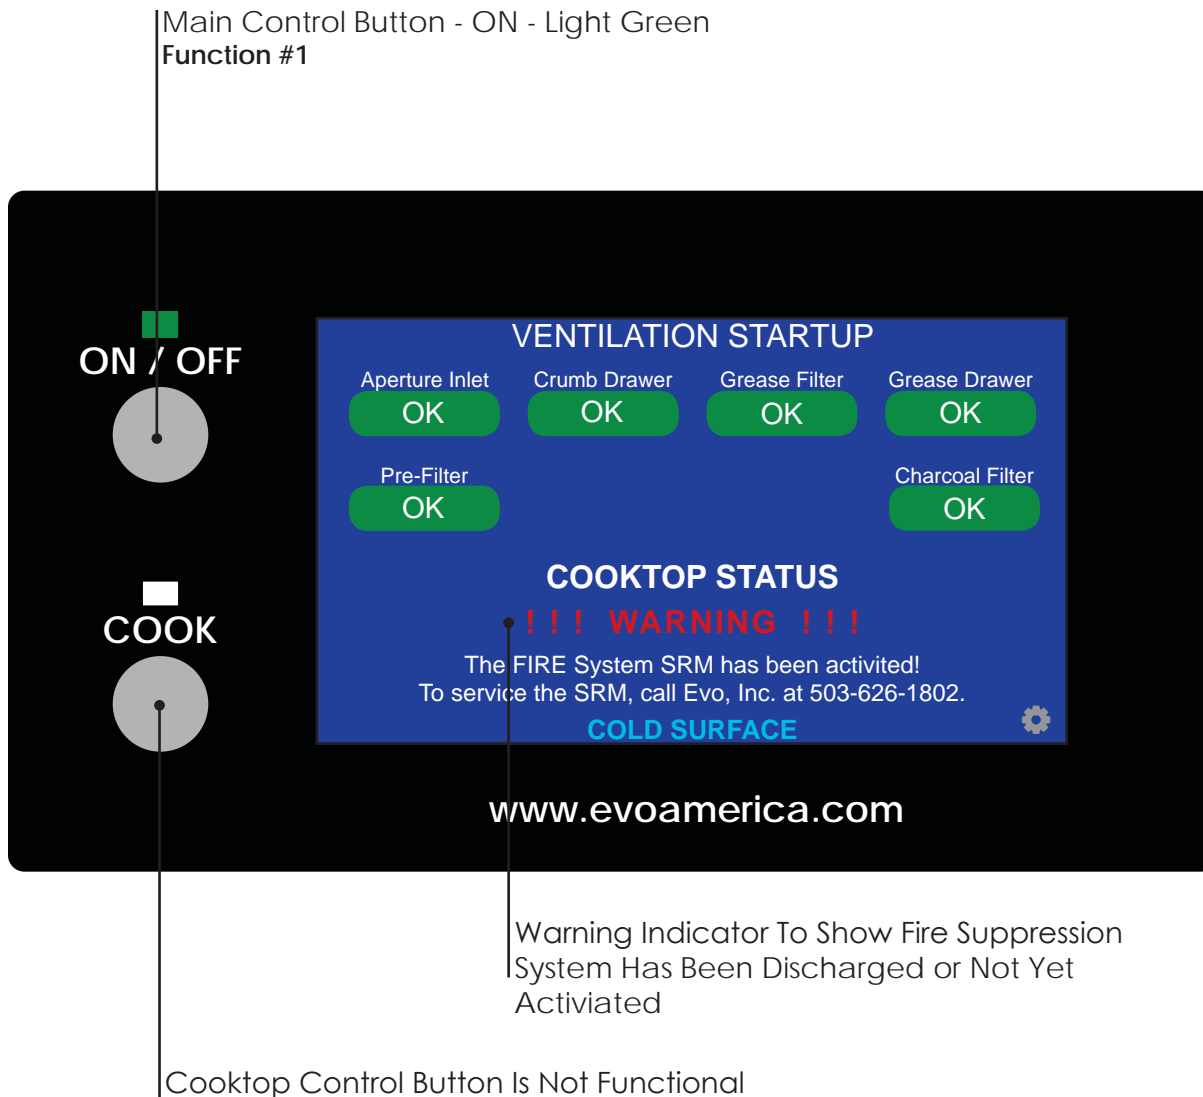 Main Control Button - ON - Light Green
Function #1
ON / OFF
VENTILATION STARTUP
Aperture Inlet Crumb Drawer Grease Filter Grease Drawer
OK OK OK OK
Pre-Filter Charcoal Filter
OK OK
COOKTOP STATUS
! ! ! WARNING ! ! !
COOK
The FIRE System SRM has been activited!
To service the SRM, call Evo, Inc. at 503-626-1802.
COLD SURFACE
www.evoamerica.com
Warning Indicator To Show Fire Suppression
System Has Been Discharged or Not Yet
Activiated
Cooktop Control Button Is Not Functional